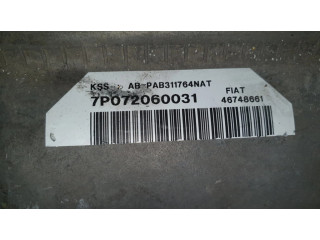 KSS AB-PAB311764NAT
7P072060031 FIAT
46748661